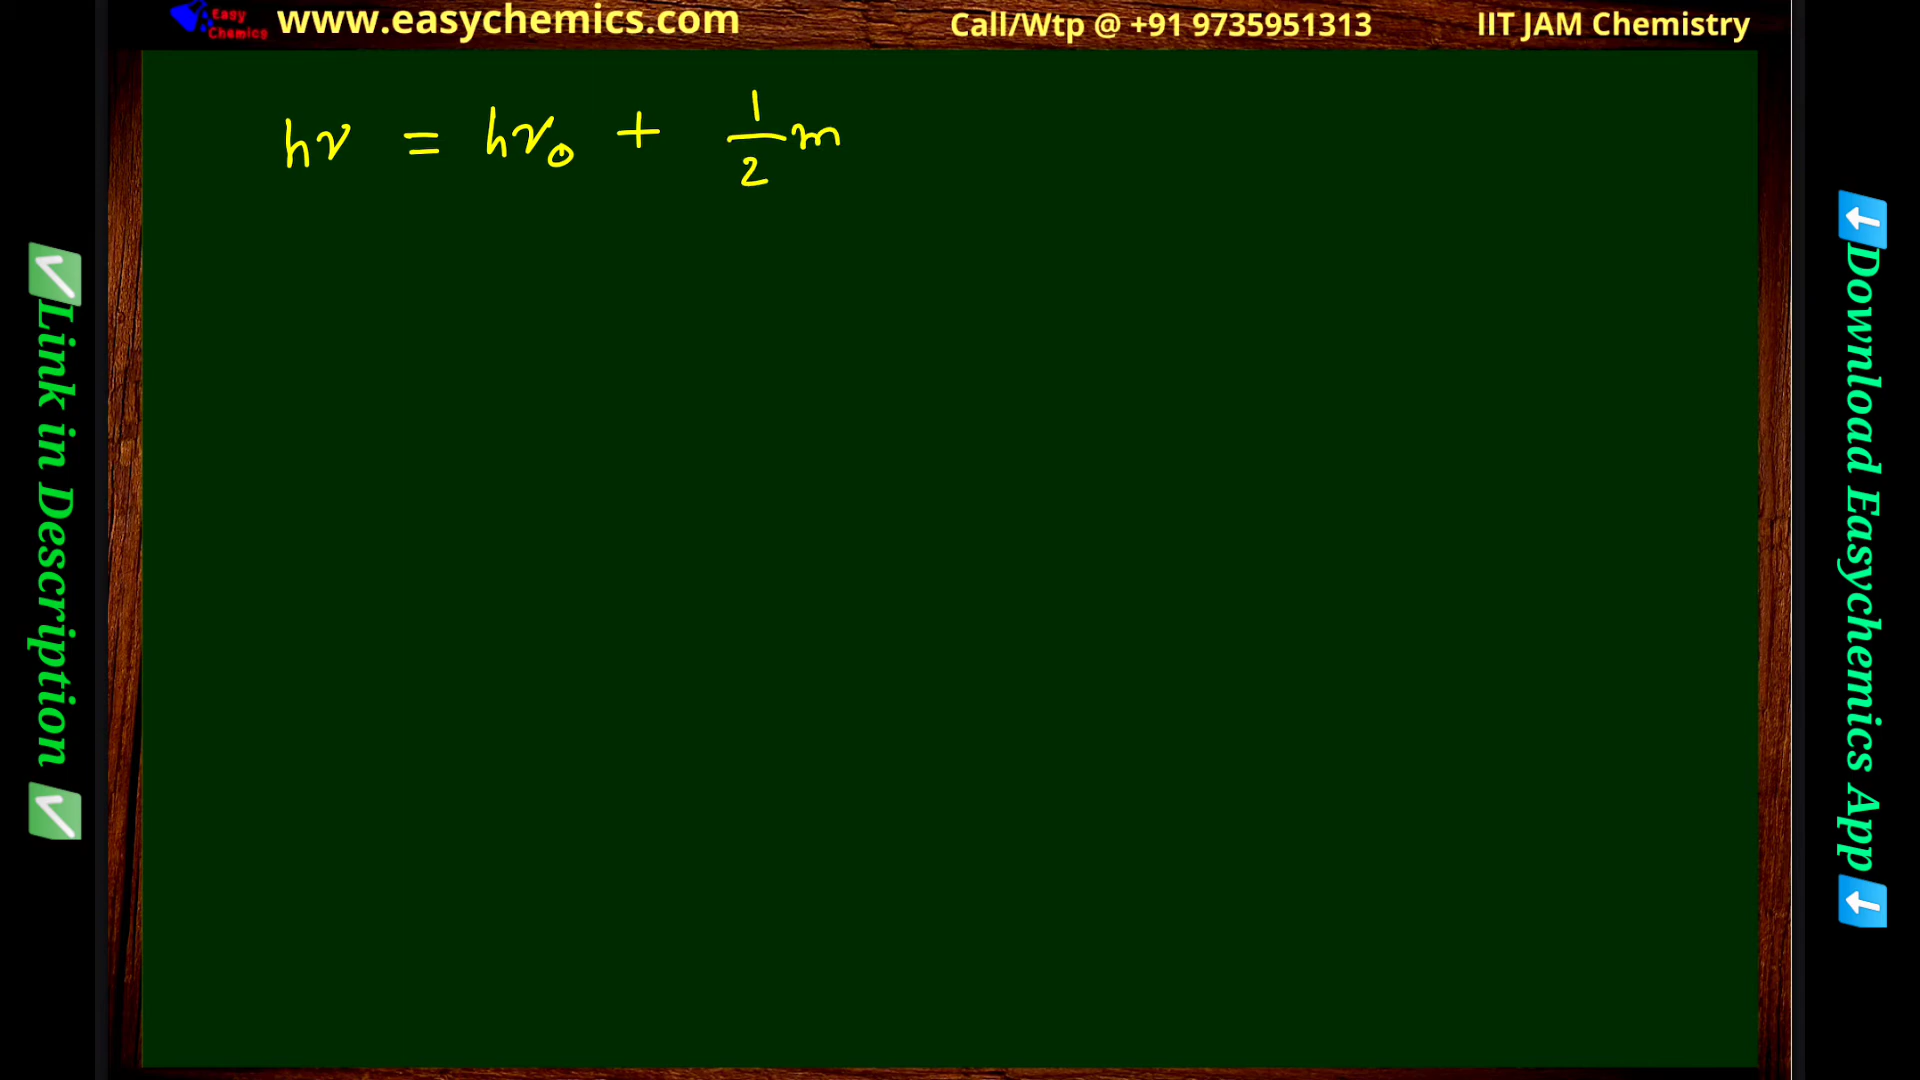 Easy Chemics www.easychemics.com Call/Wtp @ +91 9735951313 IIT JAM Chemistry
hν = hν₀ + 1/2 m
✅Link in Description ✅
⬆Download Easychemics App⬆